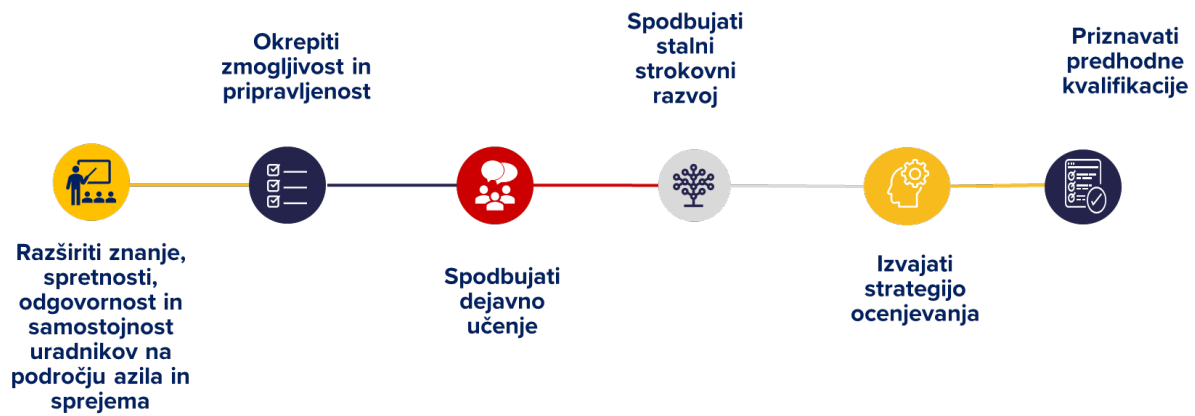 Razširiti znanje,
spretnosti,
odgovornost in
samostojnost
uradnikov na
področju azila in
sprejema
Okrepiti
zmogljivost in
pripravljenost
Spodbujati
dejavno
učenje
Spodbujati
stalni
strokovni
razvoj
Izvajati
strategijo
ocenjevanja
Priznavati
predhodne
kvalifikacije